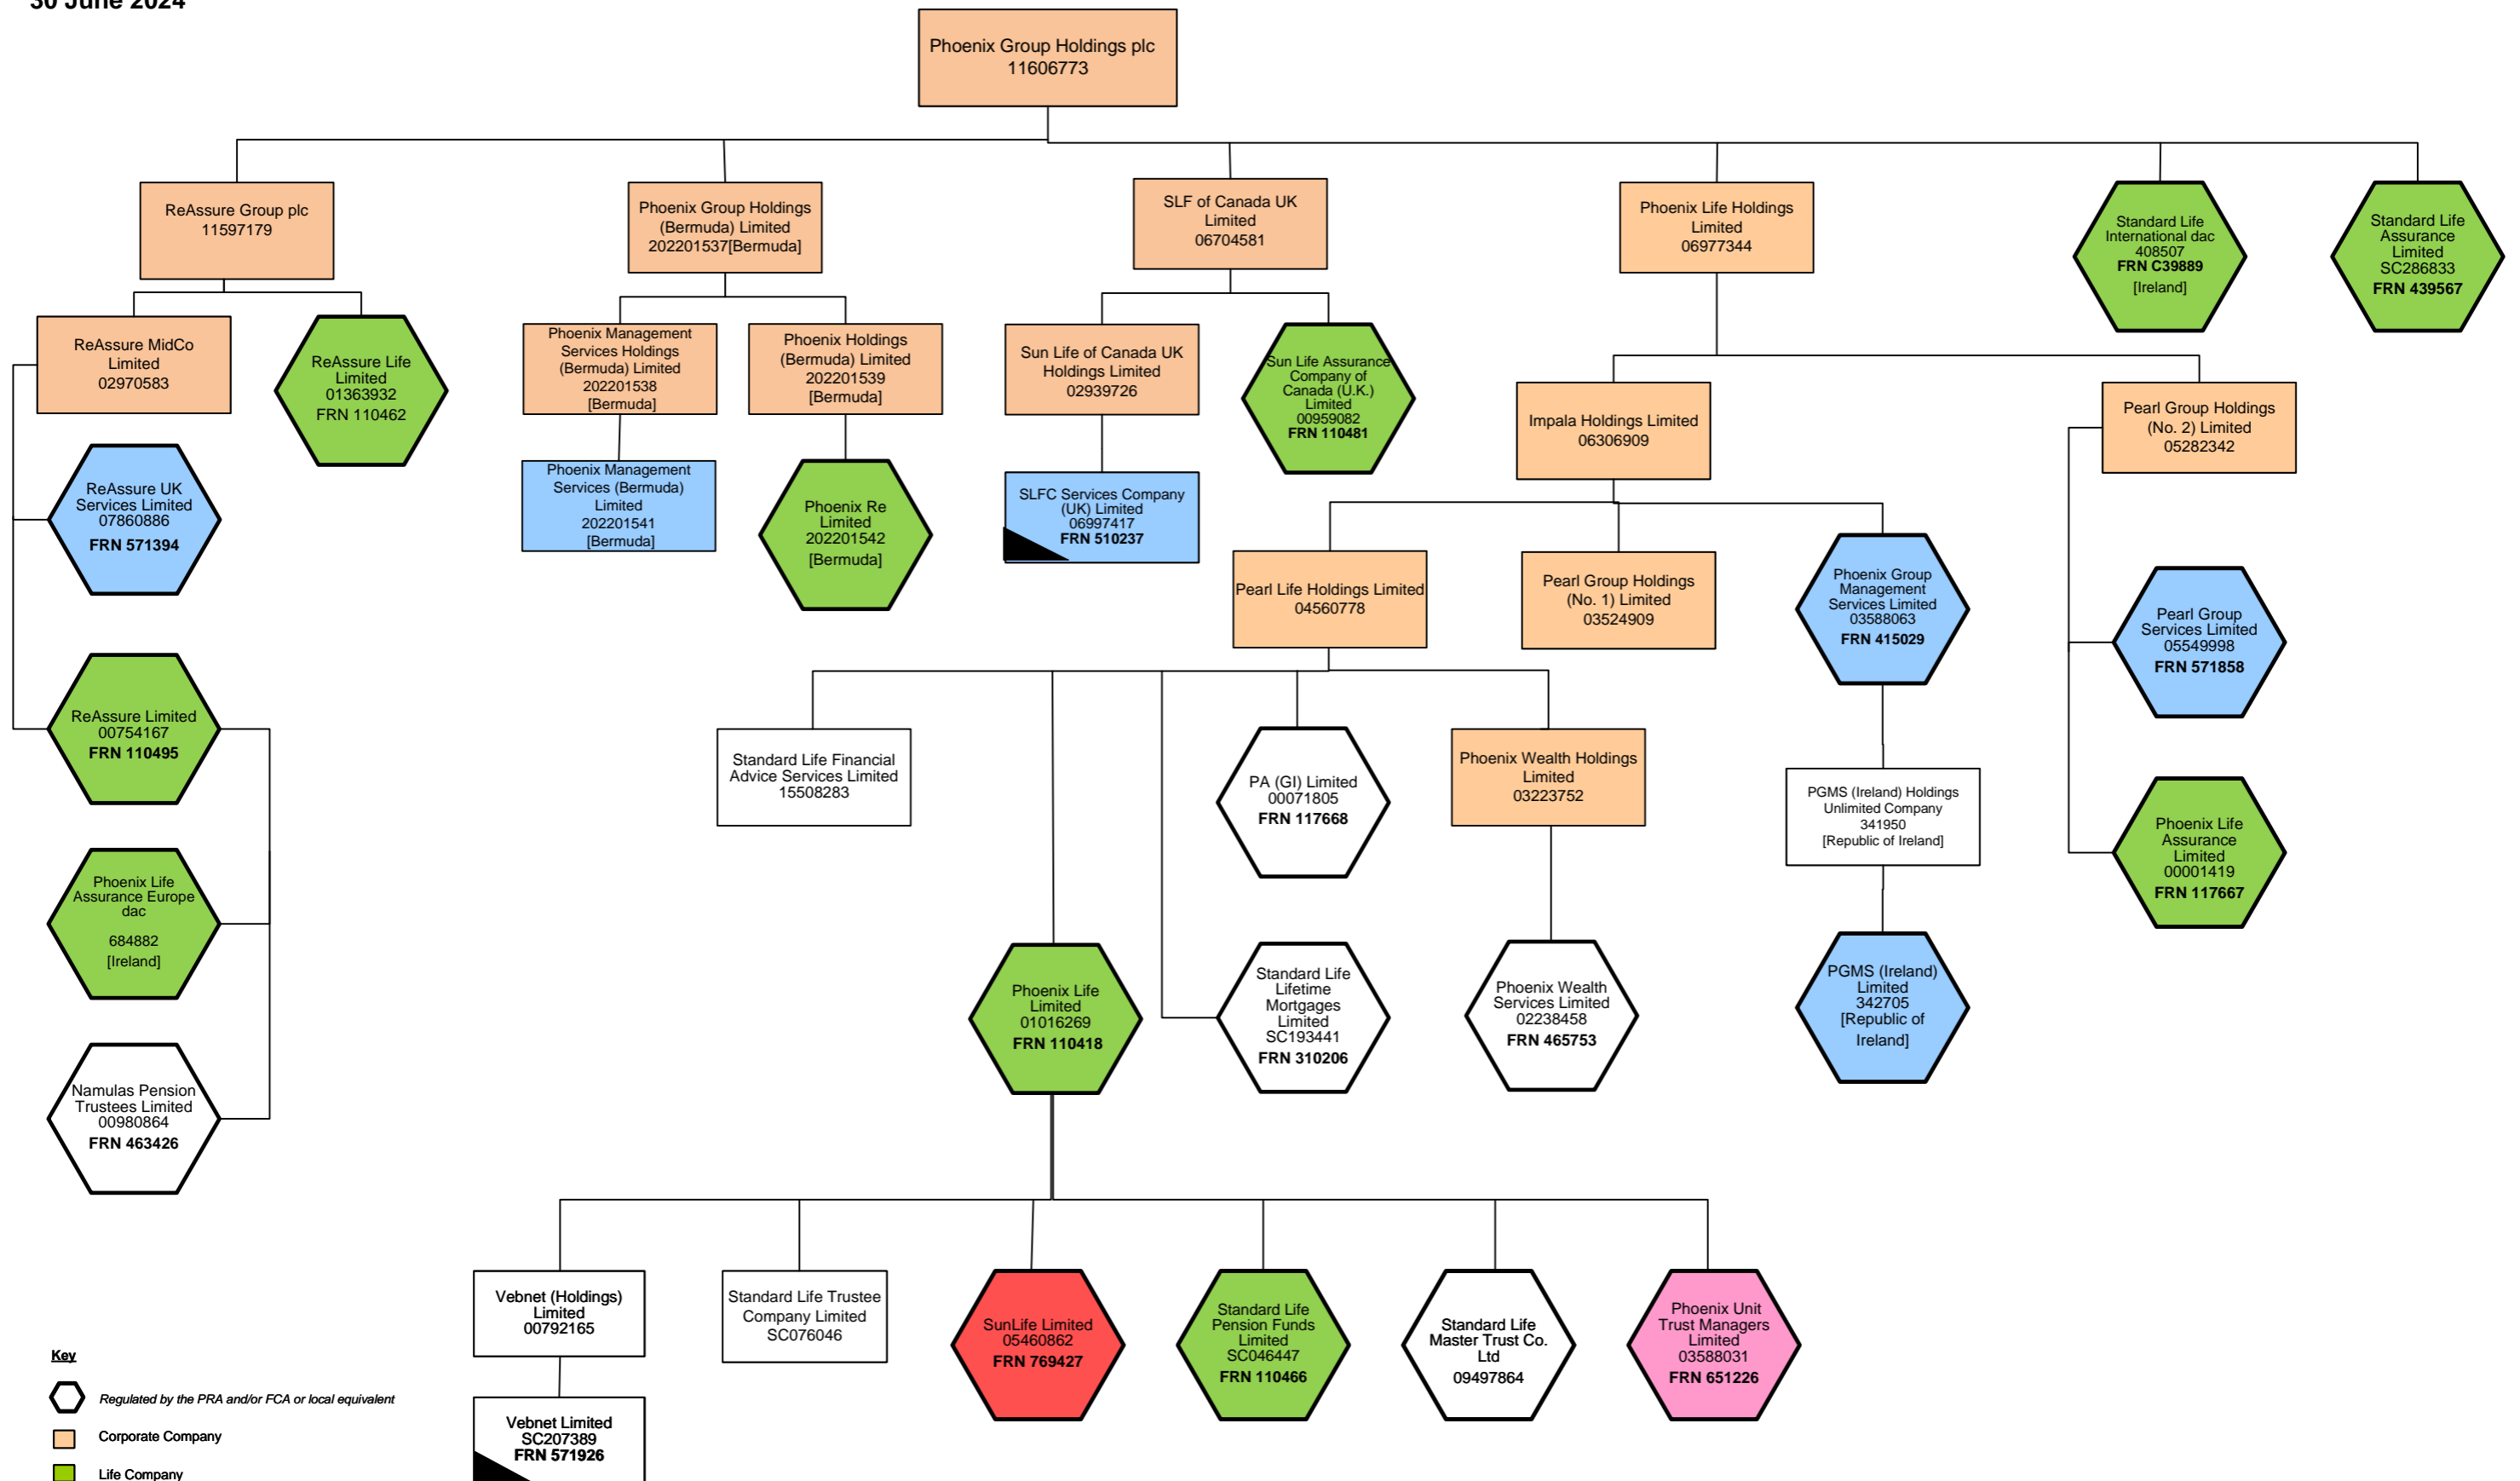 30 June 2024
Phoenix Group Holdings plc
11606773
ReAssure Group plc
11597179
Phoenix Group Holdings
(Bermuda) Limited
202201537[Bermuda]
SLF of Canada UK
Limited
06704581
Phoenix Life Holdings
Limited
06977344
Standard Life
International dac
408507
FRN C39889
[Ireland]
Standard Life
Assurance
Limited
SC286833
FRN 439567
ReAssure MidCo
Limited
02970583
ReAssure Life
Limited
01363932
FRN 110462
Phoenix Management
Services Holdings
(Bermuda) Limited
202201538
[Bermuda]
Phoenix Holdings
(Bermuda) Limited
202201539
[Bermuda]
Sun Life of Canada UK
Holdings Limited
02939726
Sun Life Assurance
Company of
Canada (U.K.)
Limited
00959082
FRN 110481
Impala Holdings Limited
06306909
Pearl Group Holdings
(No. 2) Limited
05282342
ReAssure UK
Services Limited
07860886
FRN 571394
Phoenix Management
Services (Bermuda)
Limited
202201541
[Bermuda]
Phoenix Re
Limited
202201542
[Bermuda]
SLFC Services Company
(UK) Limited
06997417
FRN 510237
Pearl Life Holdings Limited
04560778
Pearl Group Holdings
(No. 1) Limited
03524909
Phoenix Group
Management
Services Limited
03588063
FRN 415029
Pearl Group
Services Limited
05549998
FRN 571858
ReAssure Limited
00754167
FRN 110495
Standard Life Financial
Advice Services Limited
15508283
PA (GI) Limited
00071805
FRN 117668
Phoenix Wealth Holdings
Limited
03223752
PGMS (Ireland) Holdings
Unlimited Company
341950
[Republic of Ireland]
Phoenix Life
Assurance
Limited
00001419
FRN 117667
Phoenix Life
Assurance Europe
dac
684882
[Ireland]
Phoenix Life
Limited
01016269
FRN 110418
Standard Life
Lifetime
Mortgages
Limited
SC193441
FRN 310206
Phoenix Wealth
Services Limited
02238458
FRN 465753
PGMS (Ireland)
Limited
342705
[Republic of
Ireland]
Namulas Pension
Trustees Limited
00980864
FRN 463426
Vebnet (Holdings)
Limited
00792165
Standard Life Trustee
Company Limited
SC076046
SunLife Limited
05460862
FRN 769427
Standard Life
Pension Funds
Limited
SC046447
FRN 110466
Standard Life
Master Trust Co.
Ltd
09497864
Phoenix Unit
Trust Managers
Limited
03588031
FRN 651226
Vebnet Limited
SC207389
FRN 571926
Key
Regulated by the PRA and/or FCA or local equivalent
Corporate Company
Life Company